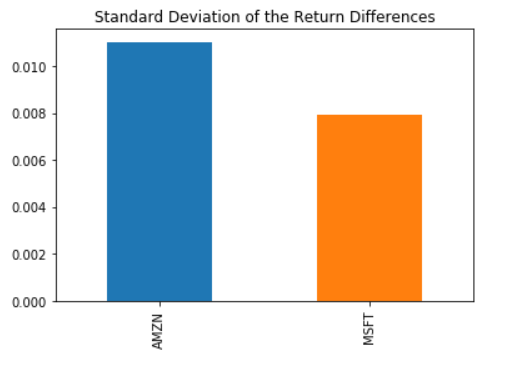 Standard Deviation of the Return Differences
0.010
0.008
0.006
0.004
0.002
0.000
AMZN
MSFT